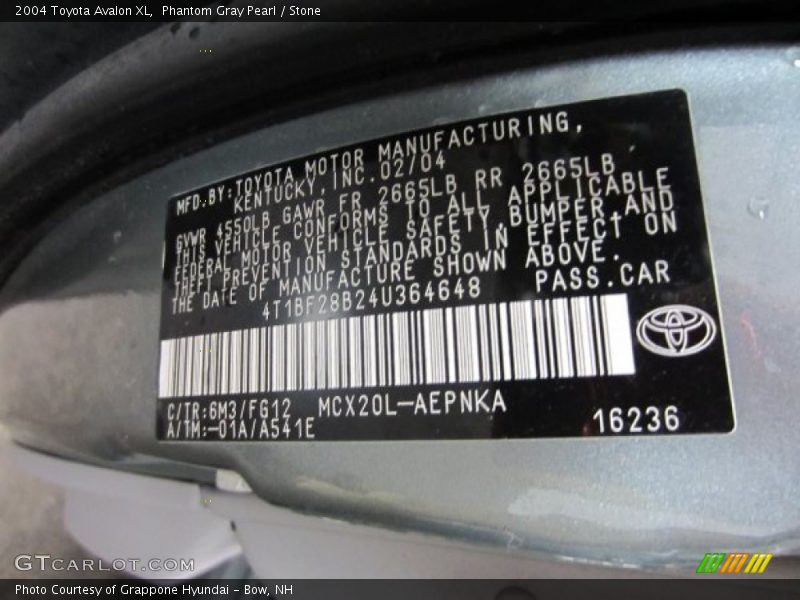 2004 Toyota Avalon XL, Phantom Gray Pearl / Stone
MFD. BY: TOYOTA MOTOR MANUFACTURING,
KENTUCKY, INC. 02/04
GVWR 4550LB GAWR FR 2665LB RR 2665LB
THIS VEHICLE CONFORMS TO ALL APPLICABLE
FEDERAL MOTOR VEHICLE SAFETY, BUMPER, AND
THEFT PREVENTION STANDARDS IN EFFECT ON
THE DATE OF MANUFACTURE SHOWN ABOVE.
4T1BF28B24U364648 PASS. CAR
C/TR: 6M3/FG12 MCX20L-AEPNKA
A/TM: -01A/A541E 16236
GTCARLOT.COM
Photo Courtesy of Grappone Hyundai - Bow, NH